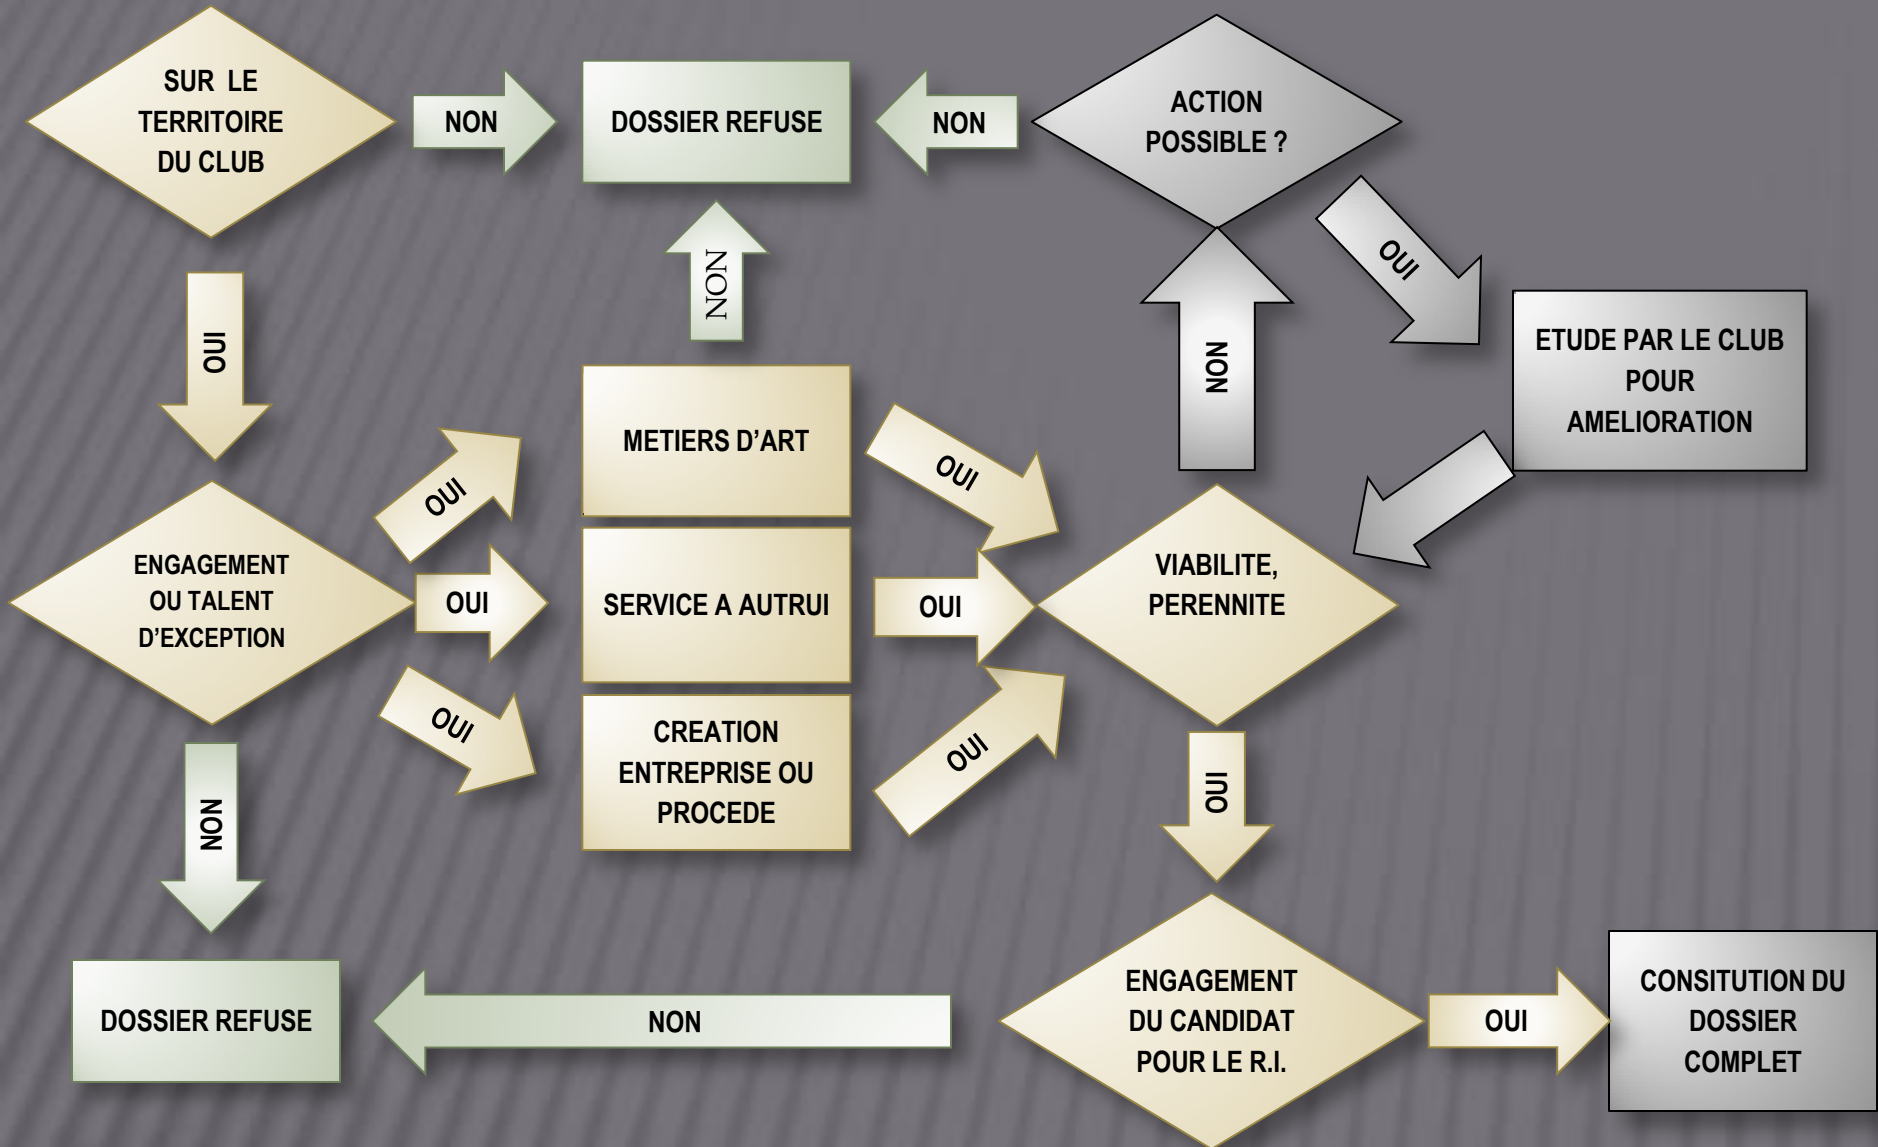 SUR LE
TERRITOIRE
DU CLUB
NON
DOSSIER REFUSE
NON
ACTION
POSSIBLE ?
OUI
NON
OUI
NON
ETUDE PAR LE CLUB
POUR
AMELIORATION
ENGAGEMENT
OU TALENT
D'EXCEPTION
OUI
OUI
OUI
METIERS D'ART
SERVICE A AUTRUI
CREATION
ENTREPRISE OU
PROCEDE
OUI
OUI
OUI
VIABILITE,
PERENNITE
NON
OUI
DOSSIER REFUSE
NON
ENGAGEMENT
DU CANDIDAT
POUR LE R.I.
OUI
CONSITUTION DU
DOSSIER
COMPLET